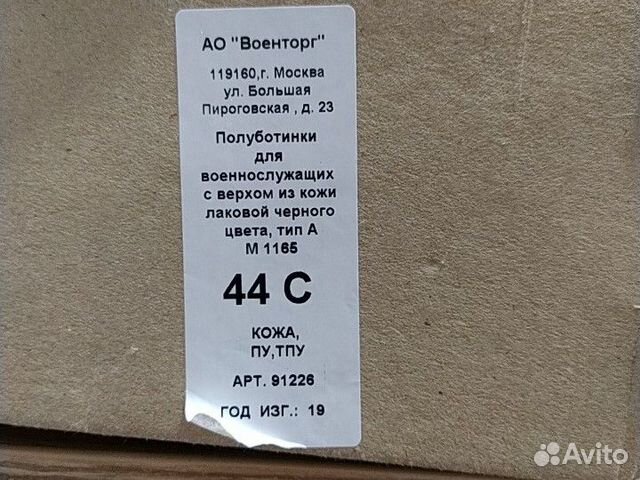 АО "Военторг"
119160,г. Москва
ул. Большая
Пироговская , д. 23
Полуботинки
для
военнослужащих
с верхом из кожи
лаковой черного
цвета, тип А
М 1165
44 С
КОЖА,
ПУ,ТПУ
АРТ. 91226
ГОД ИЗГ.: 19
Avito